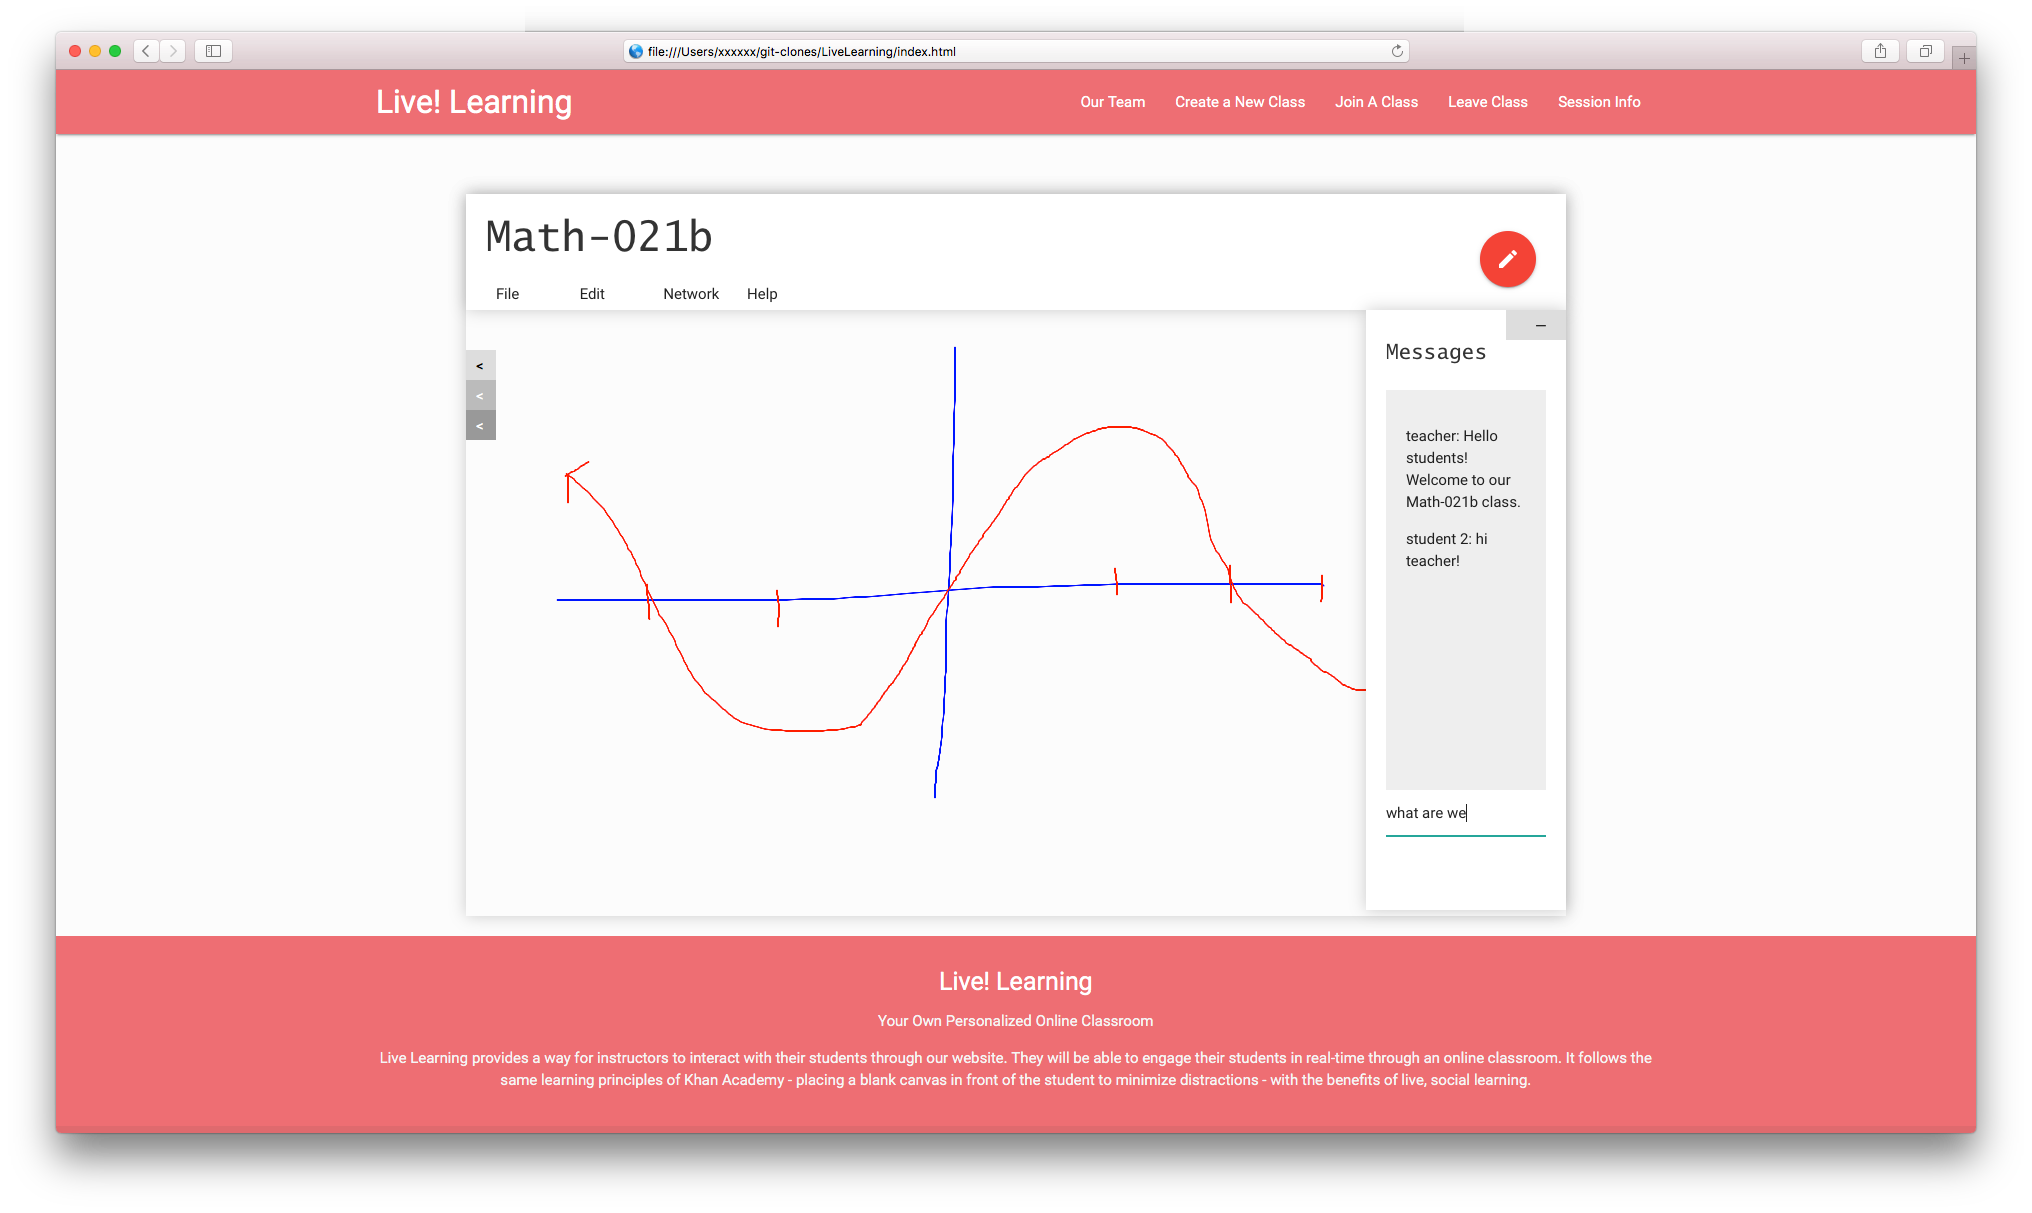 file:///Users/xxxxxx/git-clones/LiveLearning/index.html
Live! Learning
Our Team
Create a New Class
Join A Class
Leave Class
Session Info
Math-021b
File
Edit
Network
Help
<
<
<
Messages
teacher: Hello
students!
Welcome to our
Math-021b class.
student 2: hi
teacher!
what are we
Live! Learning
Your Own Personalized Online Classroom
Live Learning provides a way for instructors to interact with their students through our website. They will be able to engage their students in real-time through an online classroom. It follows the
same learning principles of Khan Academy - placing a blank canvas in front of the student to minimize distractions - with the benefits of live, social learning.